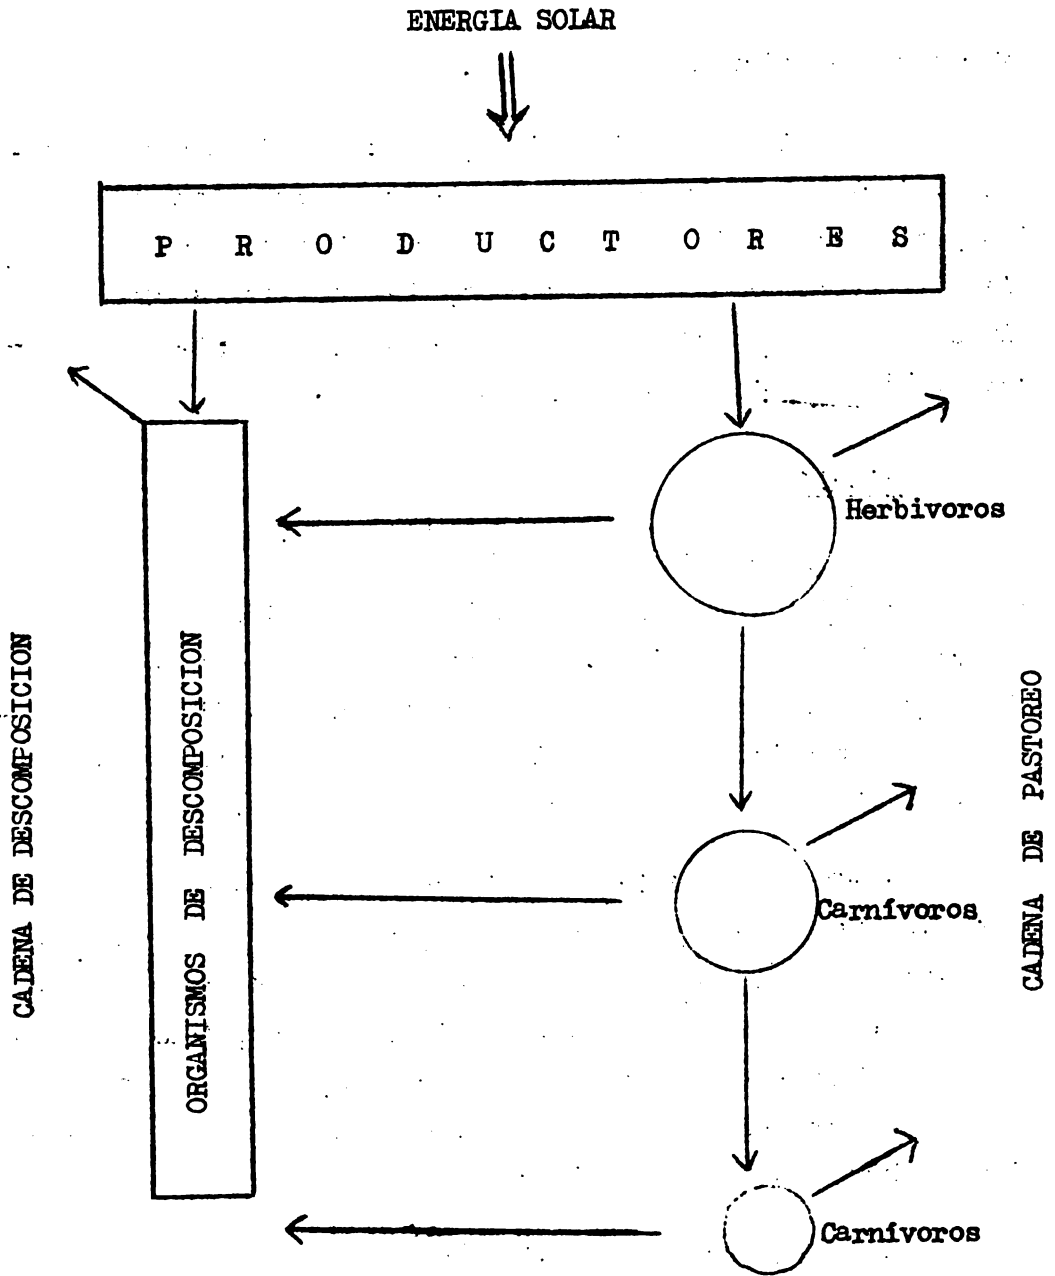 ENERGIA SOLAR
P R O D U C T O R E S
Herbivoros
CADENA DE DESCOMPOSICION
ORGANISMOS DE DESCOMPOSICION
CADENA DE PASTOREO
Carnívoros
Carnívoros